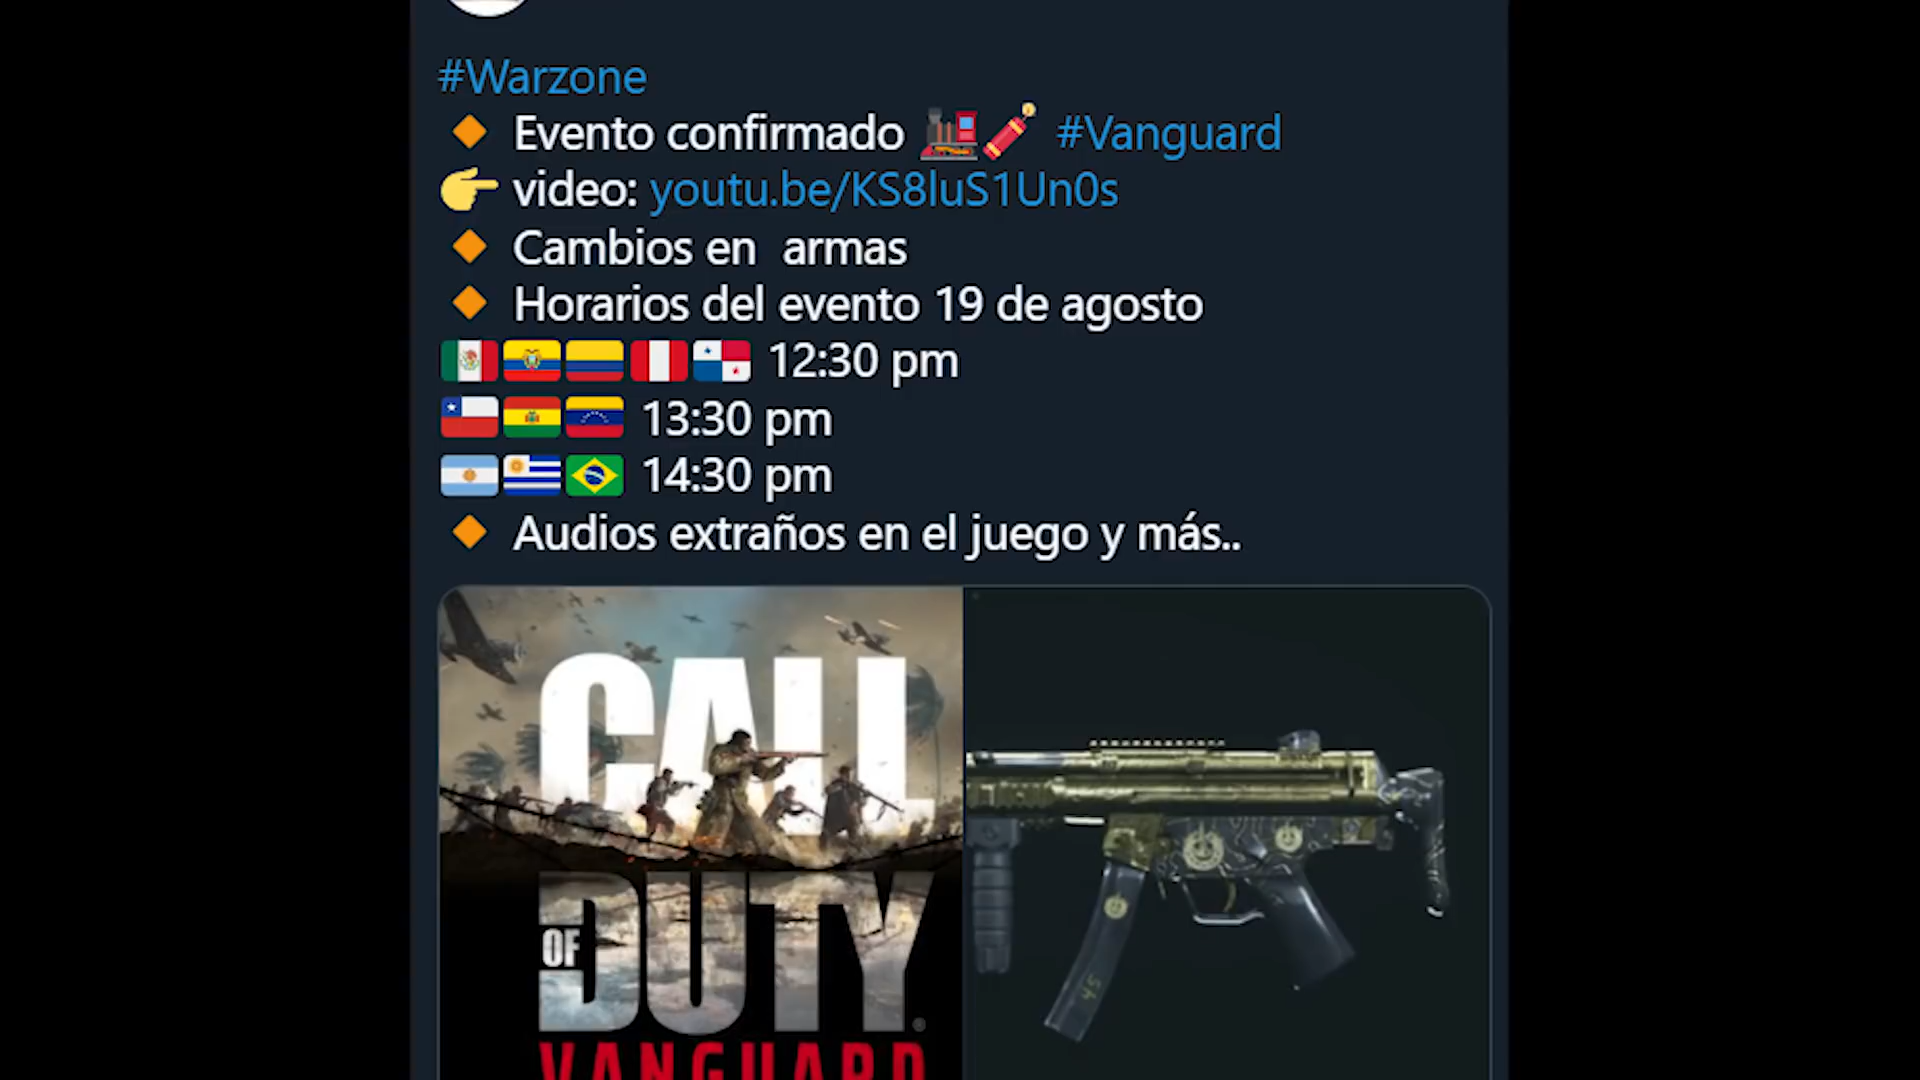 #Warzone
🔸 Evento confirmado 🚂🧨 #Vanguard
👉 video: youtu.be/KS8luS1Un0s
🔸 Cambios en  armas
🔸 Horarios del evento 19 de agosto
🇲🇽🇪🇨🇨🇴🇵🇪🇵🇦 12:30 pm
🇨🇱🇧🇴🇻🇪 13:30 pm
🇦🇷🇺🇾🇧🇷 14:30 pm
🔸 Audios extraños en el juego y más..
CALL
OF DUTY®
VANGUARD
45